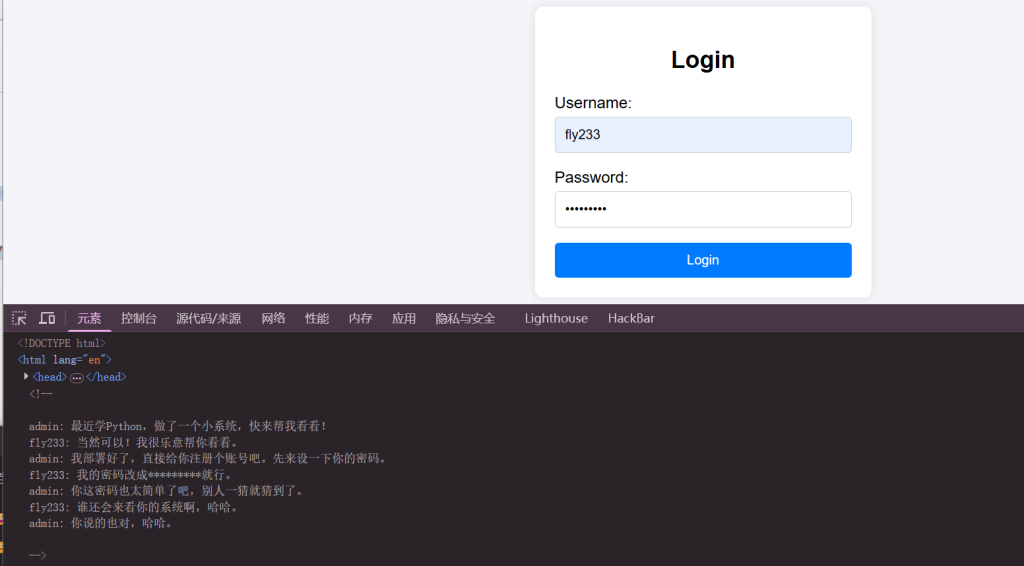 Login
Username:
fly233
Password:
•••••••••
Login
元素 控制台 源代码/来源 网络 性能 内存 应用 隐私与安全 Lighthouse HackBar
<!DOCTYPE html>
<html lang="en">
<head> ••• </head>
<!--
admin: 最近学Python，做了一个小系统，快来帮我看看！
fly233: 当然可以！我很乐意帮你看看。
admin: 我部署好了，直接给你注册个账号吧。先来设一下你的密码。
fly233: 我的密码改成*********就行。
admin: 你这密码也太简单了吧，别人一猜就猜到了。
fly233: 谁还会来看你的系统啊，哈哈。
admin: 你说的也对，哈哈。
-->